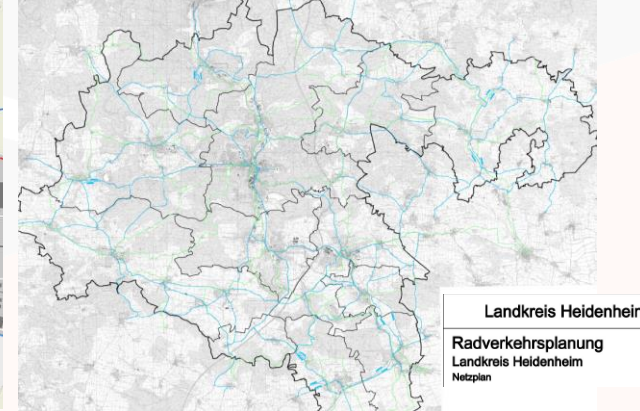 Landkreis Heidenheim
Radverkehrsplanung
Landkreis Heidenheim
Netzplan